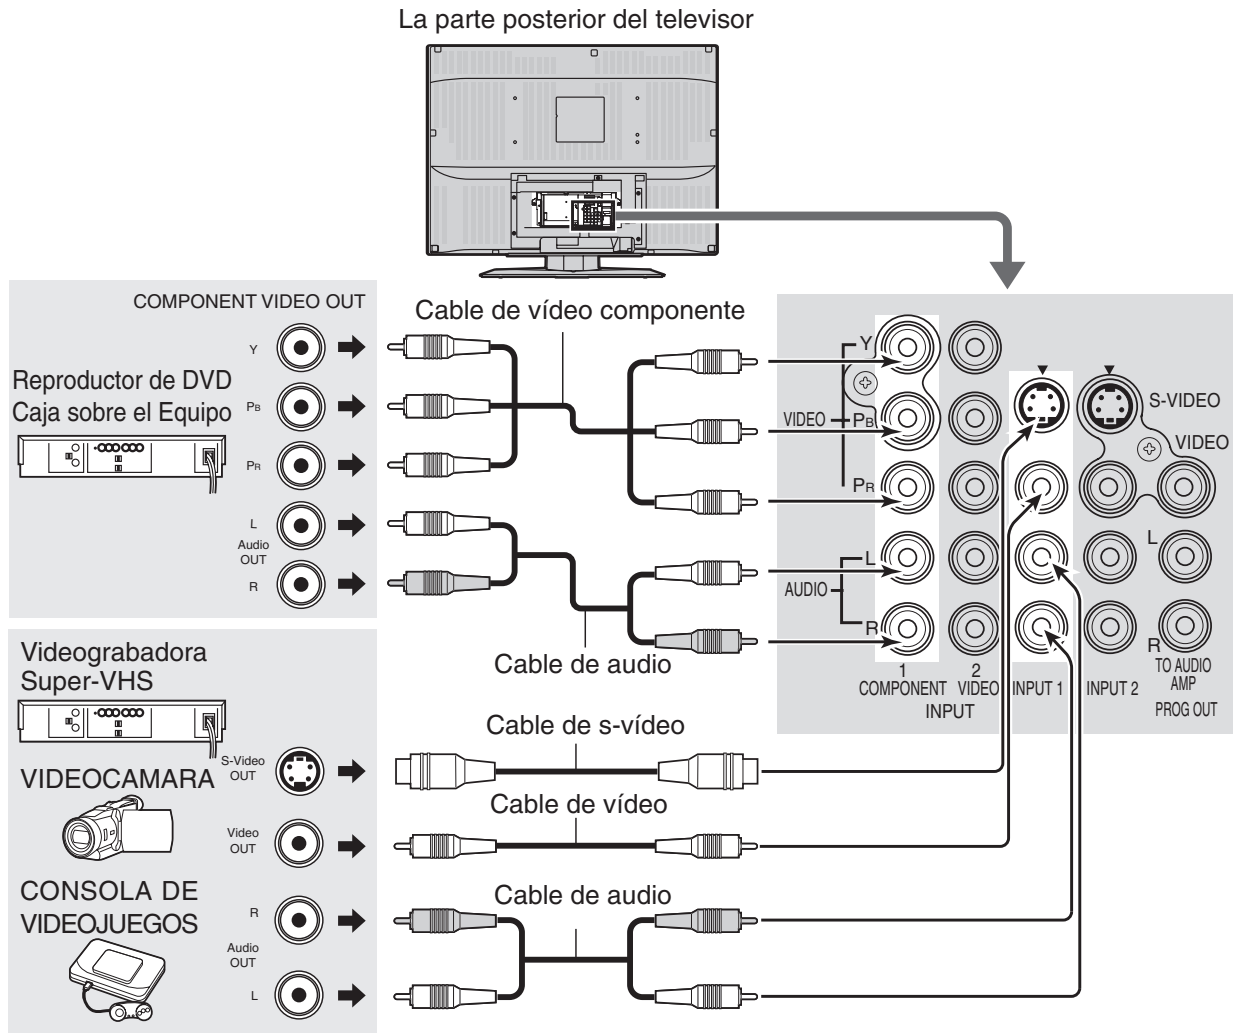 La parte posterior del televisor
COMPONENT VIDEO OUT
Y
Reproductor de DVD
Caja sobre el Equipo
PB
PR
L
Audio
OUT
R
Cable de vídeo componente
Cable de audio
Y
VIDEO
PB
PR
L
AUDIO
R
S-VIDEO
VIDEO
L
R
1
COMPONENT
2
VIDEO
INPUT
INPUT 1
INPUT 2
TO AUDIO
AMP
PROG OUT
Videograbadora
Super-VHS
S-Video
OUT
VIDEOCAMARA
Video
OUT
CONSOLA DE
VIDEOJUEGOS
R
Audio
OUT
L
Cable de s-vídeo
Cable de vídeo
Cable de audio